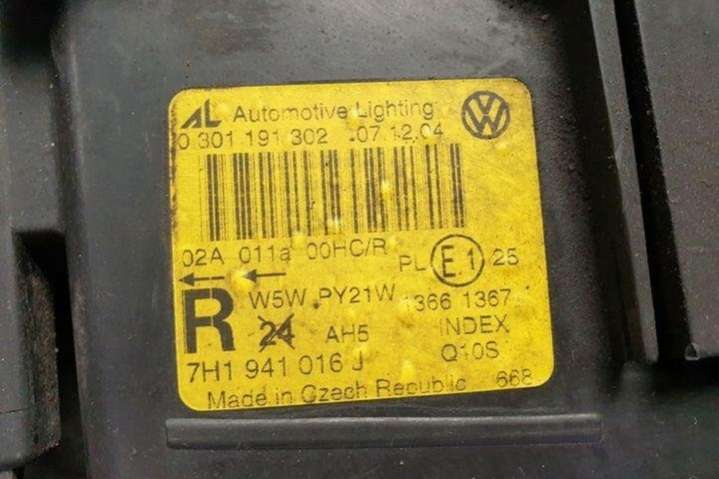 AL Automotive Lighting VW
0 301 191 302 07.12.04
02A 011a 00HC/R
PL E1 25
R W5W PY21W 1366 1367
24 AH5 INDEX
7H1 941 016 J Q10S
Made in Czech Republic 668